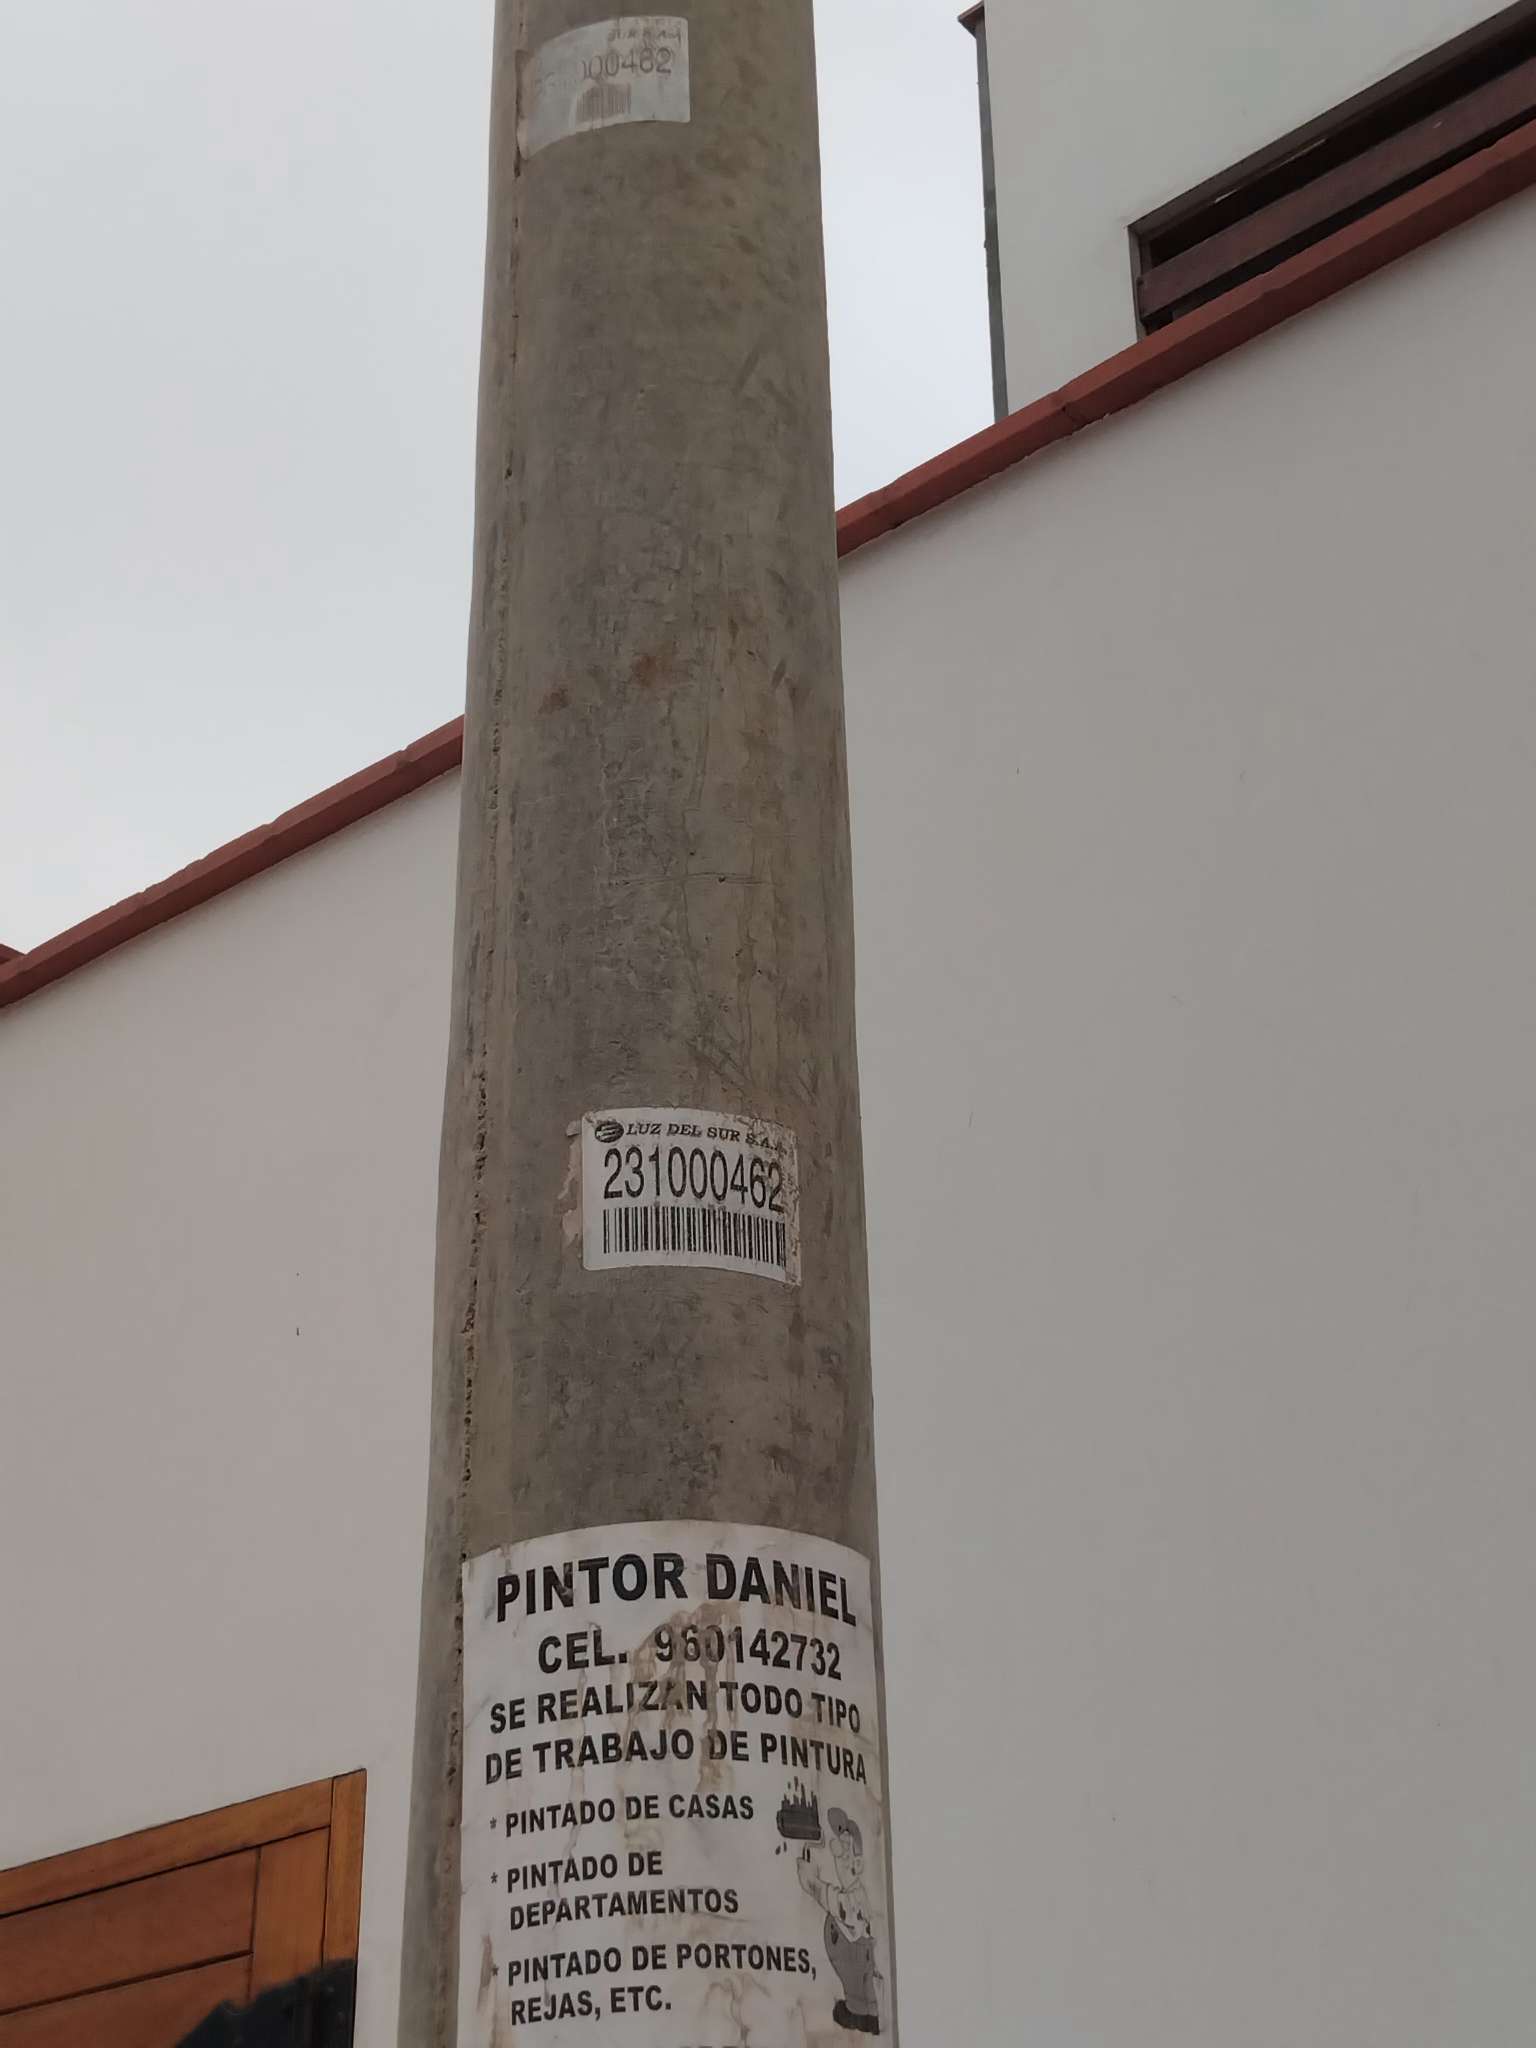 000462
LUZ DEL SUR S.A.A.
231000462
PINTOR DANIEL
CEL. 960142732
SE REALIZAN TODO TIPO
DE TRABAJO DE PINTURA
* PINTADO DE CASAS
* PINTADO DE
DEPARTAMENTOS
* PINTADO DE PORTONES,
REJAS, ETC.